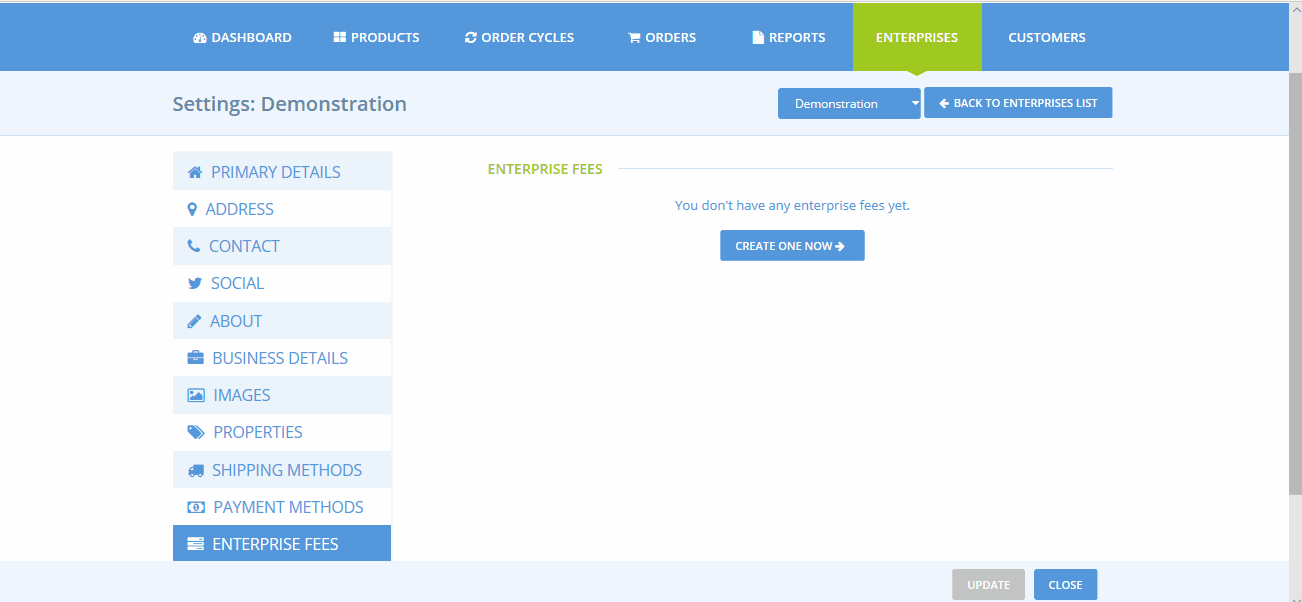 DASHBOARD PRODUCTS ORDER CYCLES ORDERS REPORTS ENTERPRISES CUSTOMERS
Settings: Demonstration Demonstration BACK TO ENTERPRISES LIST
PRIMARY DETAILS
ADDRESS
CONTACT
SOCIAL
ABOUT
BUSINESS DETAILS
IMAGES
PROPERTIES
SHIPPING METHODS
PAYMENT METHODS
ENTERPRISE FEES
ENTERPRISE FEES
You don't have any enterprise fees yet.
CREATE ONE NOW
UPDATE CLOSE